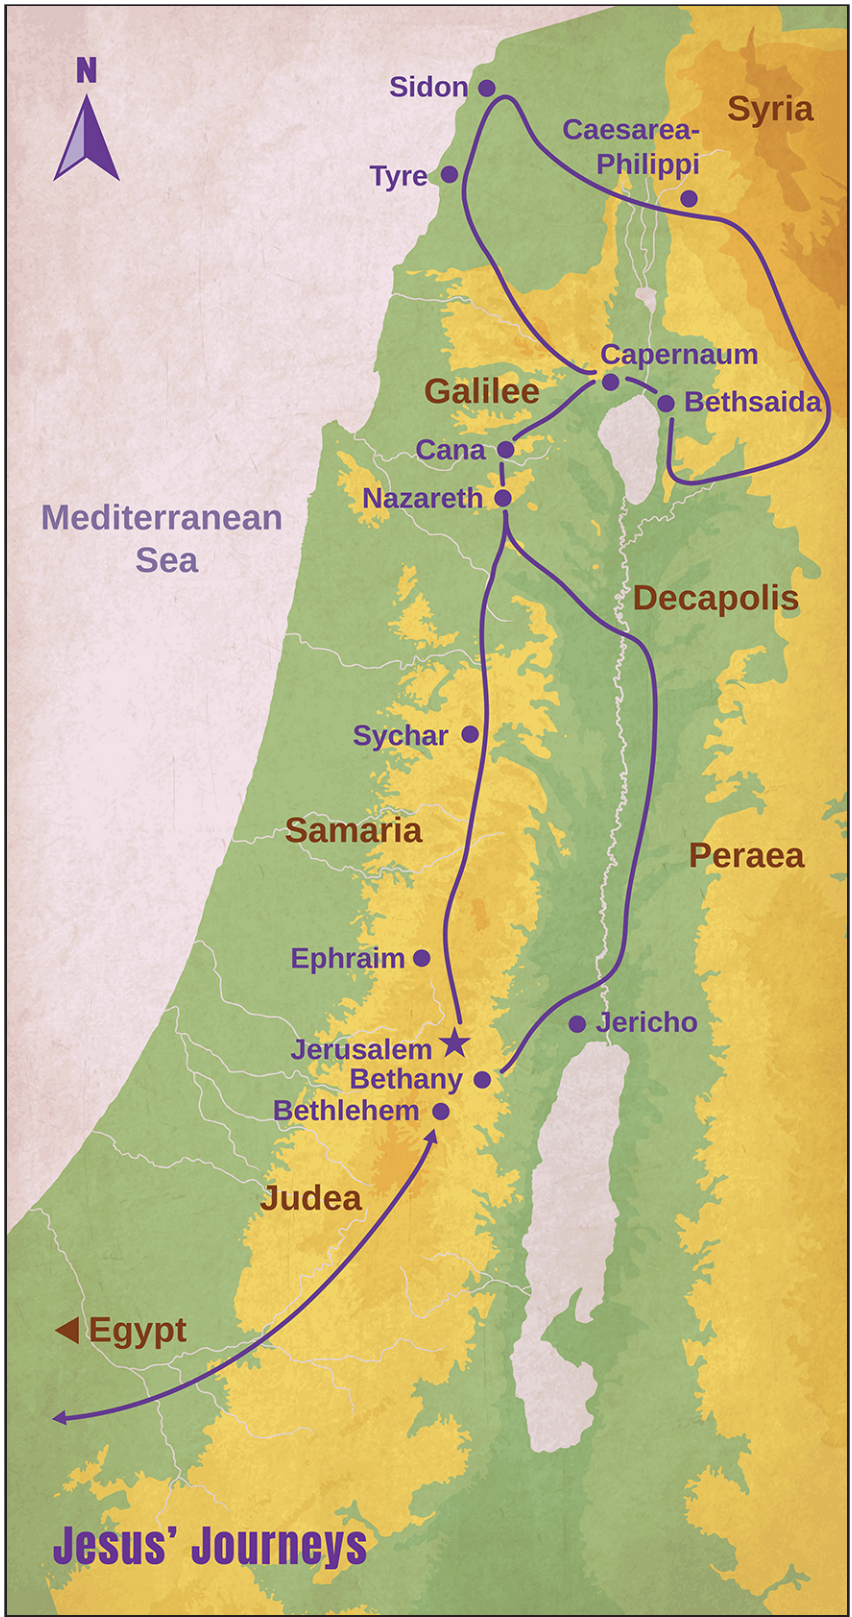 N
Sidon
Syria
Caesarea-
Philippi
Tyre
Capernaum
Galilee
Bethsaida
Cana
Nazareth
Mediterranean
Sea
Decapolis
Sychar
Samaria
Peraea
Ephraim
Jericho
Jerusalem
Bethany
Bethlehem
Judea
Egypt
Jesus’ Journeys